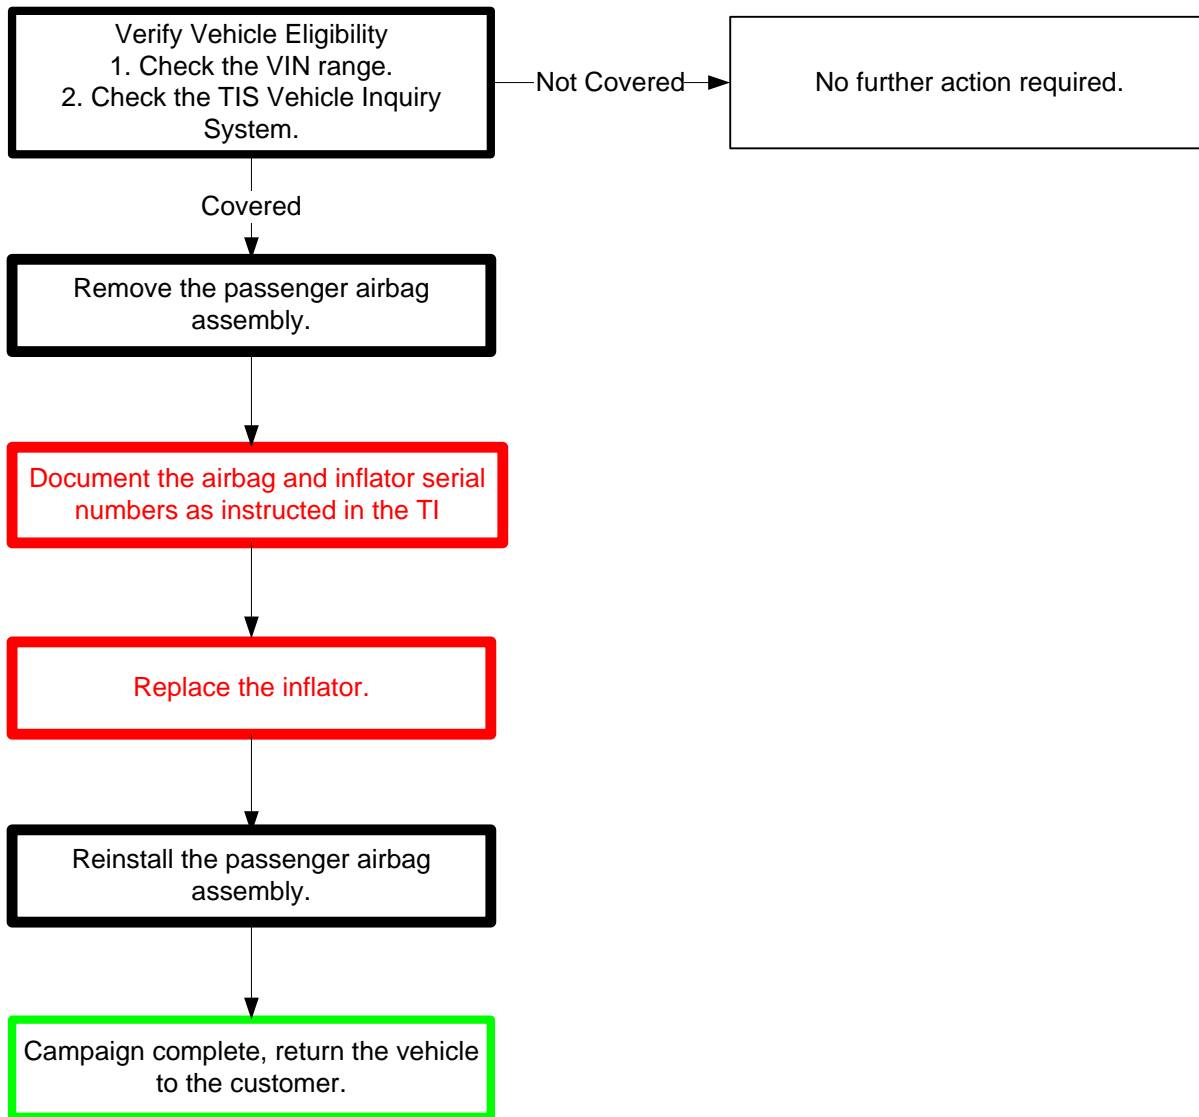 Verify Vehicle Eligibility
1. Check the VIN range.
2. Check the TIS Vehicle Inquiry
System.
Not Covered
No further action required.
Covered
Remove the passenger airbag
assembly.
Document the airbag and inflator serial
numbers as instructed in the TI
Replace the inflator.
Reinstall the passenger airbag
assembly.
Campaign complete, return the vehicle
to the customer.